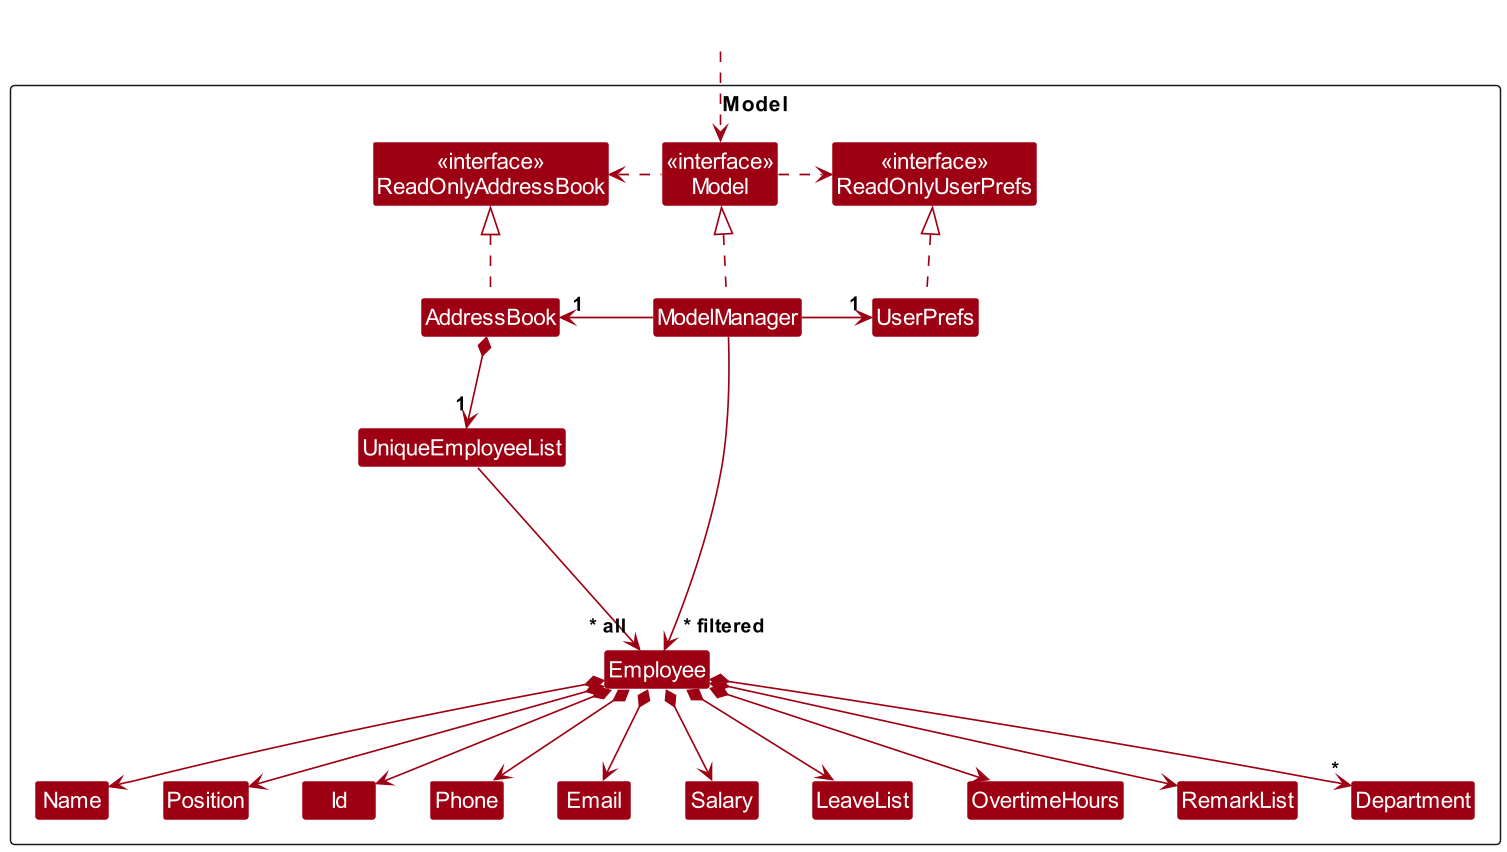 Model
«interface»
ReadOnlyAddressBook
«interface»
Model
«interface»
ReadOnlyUserPrefs
AddressBook
1
ModelManager
1
UserPrefs
1
UniqueEmployeeList
* all
* filtered
Employee
*
Name
Position
Id
Phone
Email
Salary
LeaveList
OvertimeHours
RemarkList
Department